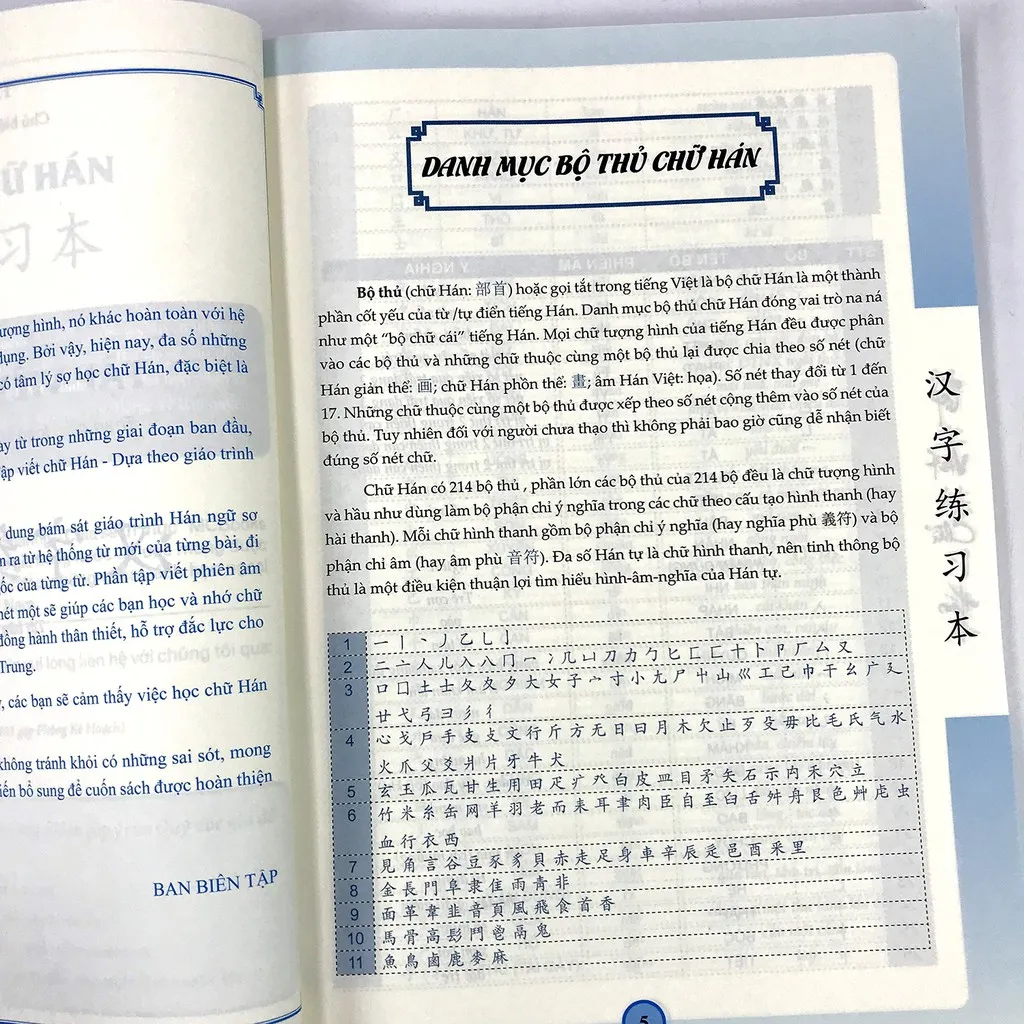 Ữ HÁN
习本
ượng hình, nó khác hoàn toàn với hệ
dụng. Bởi vậy, hiện nay, đa số những
có tâm lý sợ học chữ Hán, đặc biệt là
ay từ trong những giai đoạn ban đầu,
tập viết chữ Hán - Dựa theo giáo trình
dung bám sát giáo trình Hán ngữ sơ
n ra từ hệ thống từ mới của từng bài, đi
ốc của từng từ. Phần tập viết phiên âm
nét một sẽ giúp các bạn học và nhớ chữ
đồng hành thân thiết, hỗ trợ đắc lực cho
Trung.
, các bạn sẽ cảm thấy việc học chữ Hán
không tránh khỏi có những sai sót, mong
iến bổ sung để cuốn sách được hoàn thiện
BAN BIÊN TẬP
DANH MỤC BỘ THỦ CHỮ HÁN
Bộ thủ (chữ Hán: 部首) hoặc gọi tắt trong tiếng Việt là bộ chữ Hán là một thành
phần cốt yếu của từ /tự điển tiếng Hán. Danh mục bộ thủ chữ Hán đóng vai trò na ná
như một "bộ chữ cái" tiếng Hán. Mọi chữ tượng hình của tiếng Hán đều được phân
vào các bộ thủ và những chữ thuộc cùng một bộ thủ lại được chia theo số nét (chữ
Hán giản thể: 画; chữ Hán phồn thể: 畫; âm Hán Việt: họa). Số nét thay đổi từ 1 đến
17. Những chữ thuộc cùng một bộ thủ được xếp theo số nét cộng thêm vào số nét của
bộ thủ. Tuy nhiên đối với người chưa thạo thì không phải bao giờ cũng dễ nhận biết
đúng số nét chữ.
Chữ Hán có 214 bộ thủ , phần lớn các bộ thủ của 214 bộ đều là chữ tượng hình
và hầu như dùng làm bộ phận chỉ ý nghĩa trong các chữ theo cấu tạo hình thanh (hay
hài thanh). Mỗi chữ hình thanh gồm bộ phận chỉ ý nghĩa (hay nghĩa phù 義符) và bộ
phận chỉ âm (hay âm phù 音符). Đa số Hán tự là chữ hình thanh, nên tinh thông bộ
thủ là một điều kiện thuận lợi tìm hiểu hình-âm-nghĩa của Hán tự.
1 一丨丶丿乙乚亅
2 二亠人儿入八冂冖冫几凵刀力勹匕匚匸十卜卩厂厶又
3 口囗土士夂夊夕大女子宀寸小尢尸屮山巛工己巾干幺广廴
廿弋弓彐彡彳
4 心戈戶手支攴文行斤方无日曰月木欠止歹殳毋比毛氏气水
火爪父爻爿片牙牛犬
5 玄玉瓜瓦甘生用田疋疒癶白皮皿目矛矢石示禸禾穴立
6 竹米糸缶网羊羽老而耒耳聿肉臣自至臼舌舛舟艮色艸虍虫
血行衣西
7 見角言谷豆豕豸貝赤走足身車辛辰辵邑酉釆里
8 金長門阜隶隹雨青非
9 面革韋韭音頁風飛食首香
10 馬骨高髟鬥鬯鬲鬼
11 魚鳥鹵鹿麥麻
汉字练习本
5